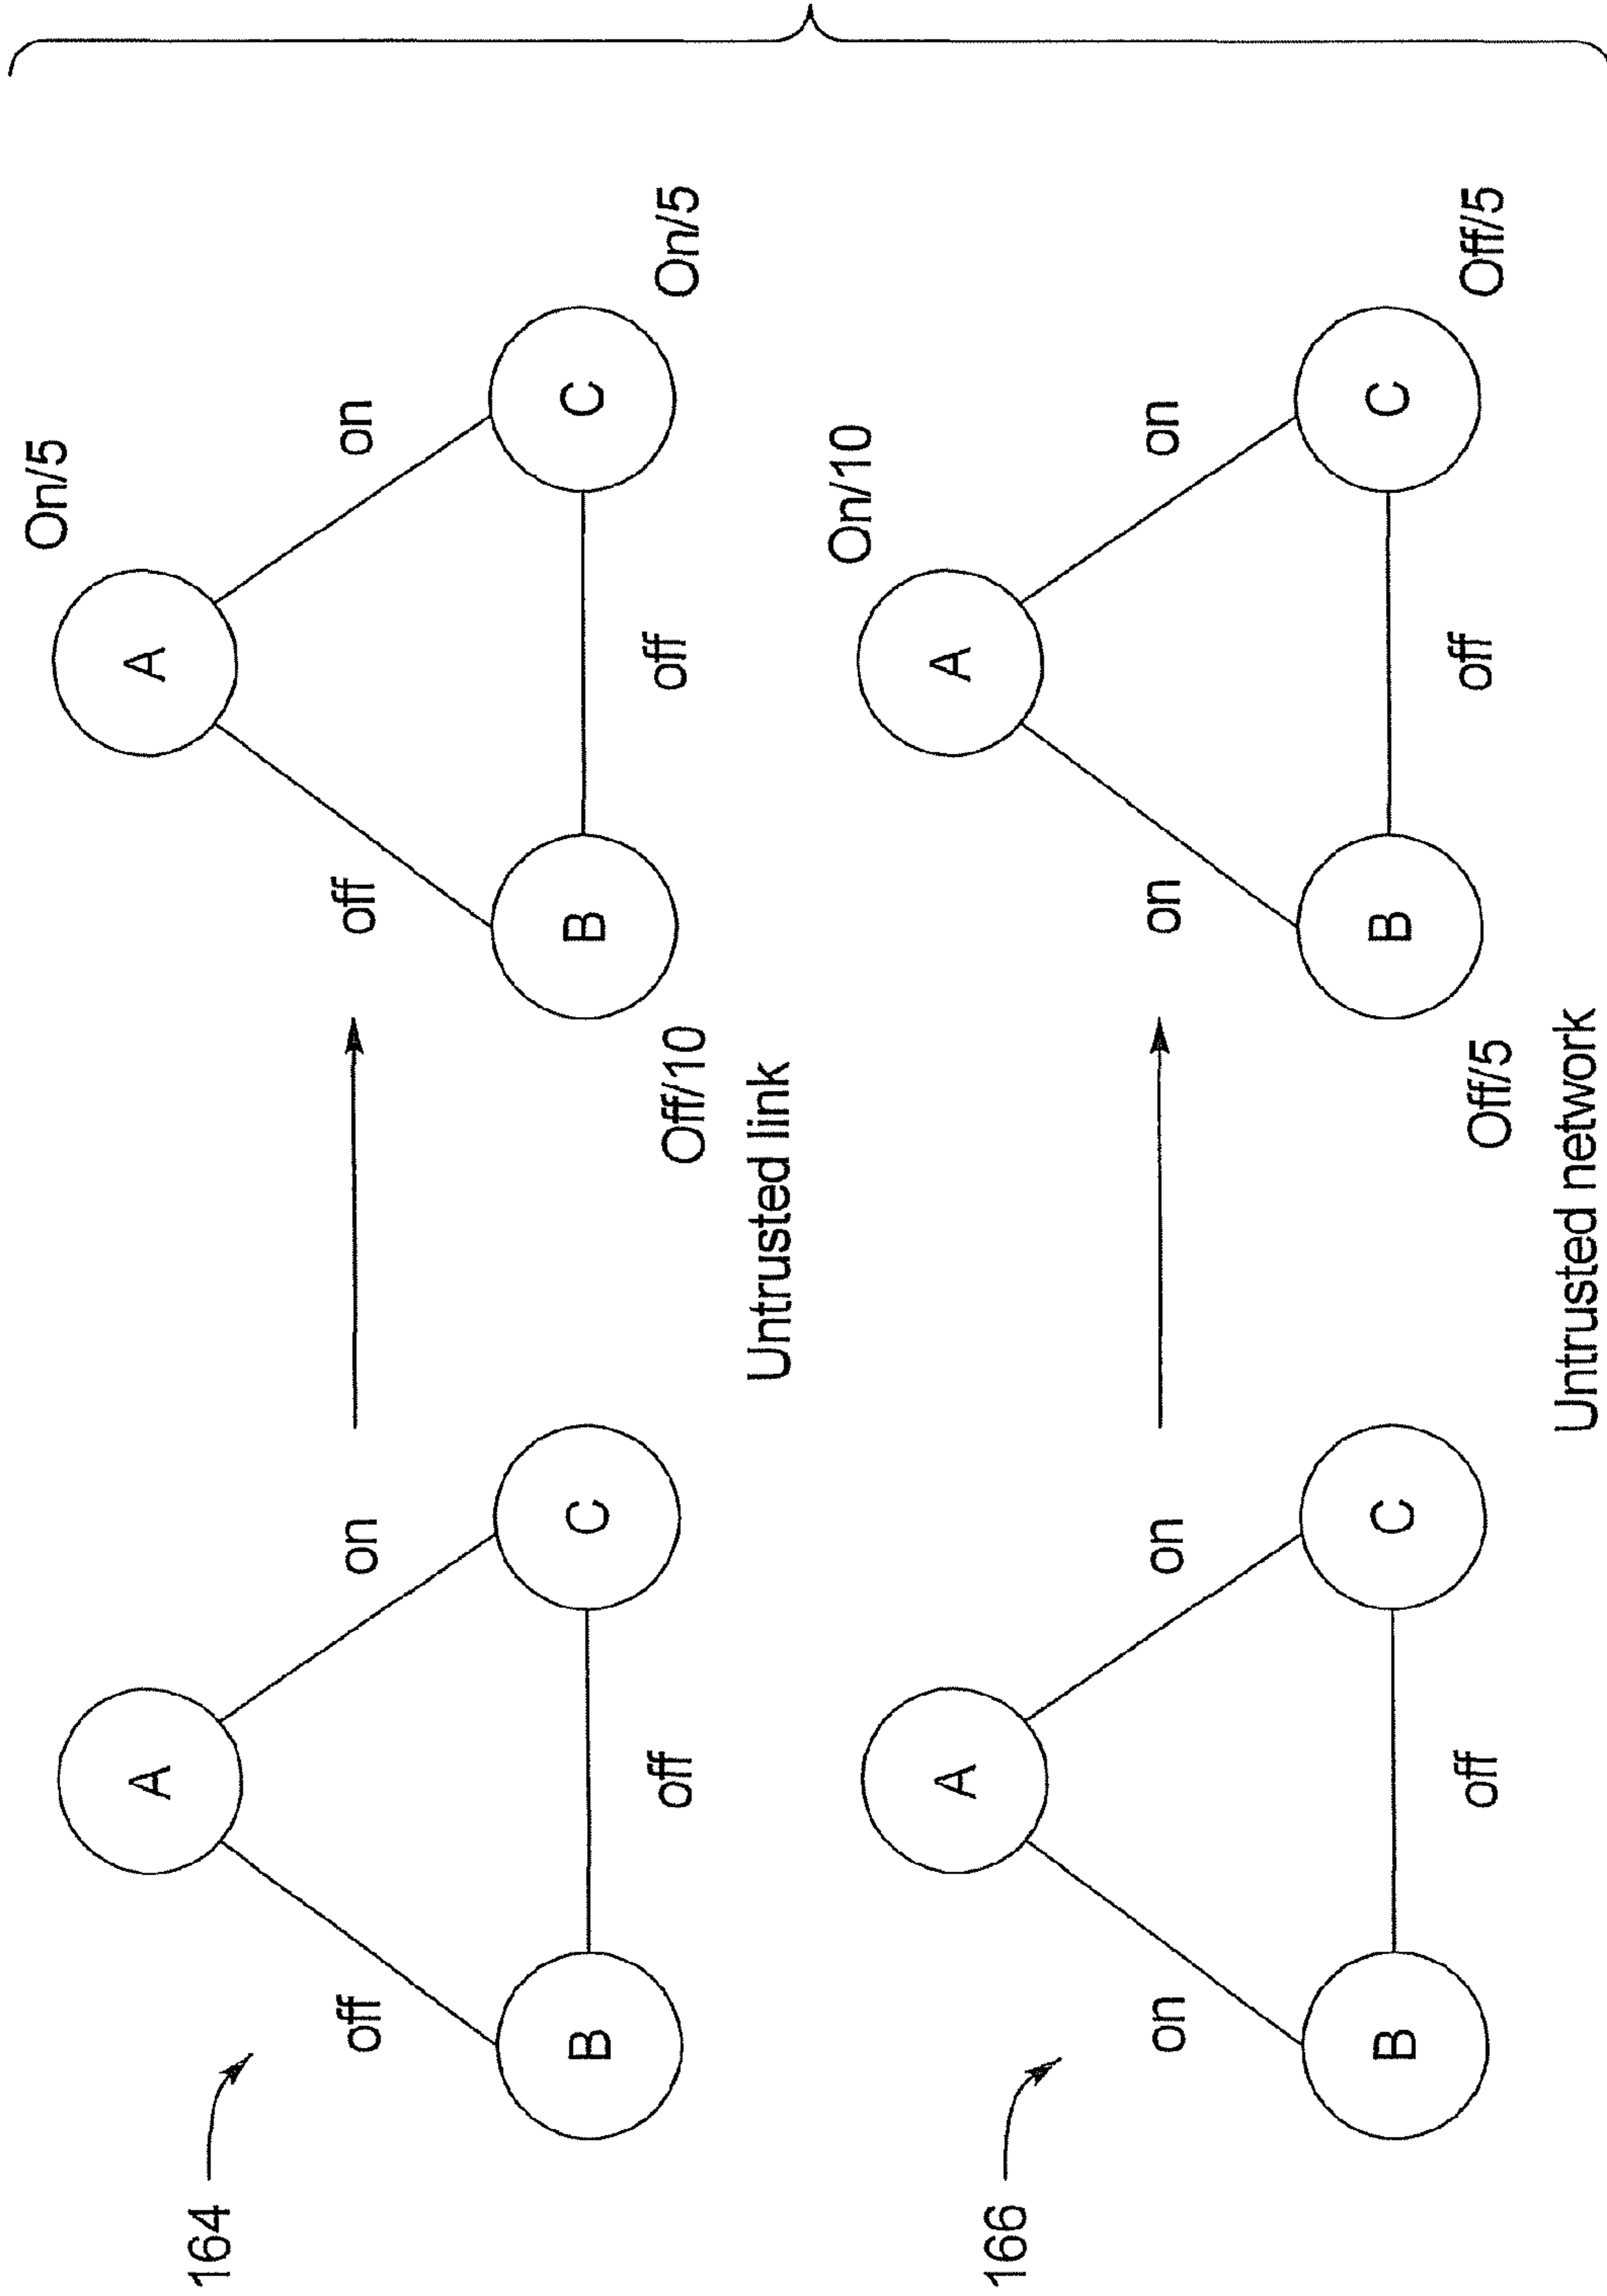 164
A
off
on
B
C
off
On/5
A
off
on
B
C
Off/10
off
On/5
Untrusted link
166
A
on
on
B
C
off
On/10
A
on
on
B
C
Off/5
off
Off/5
Untrusted network